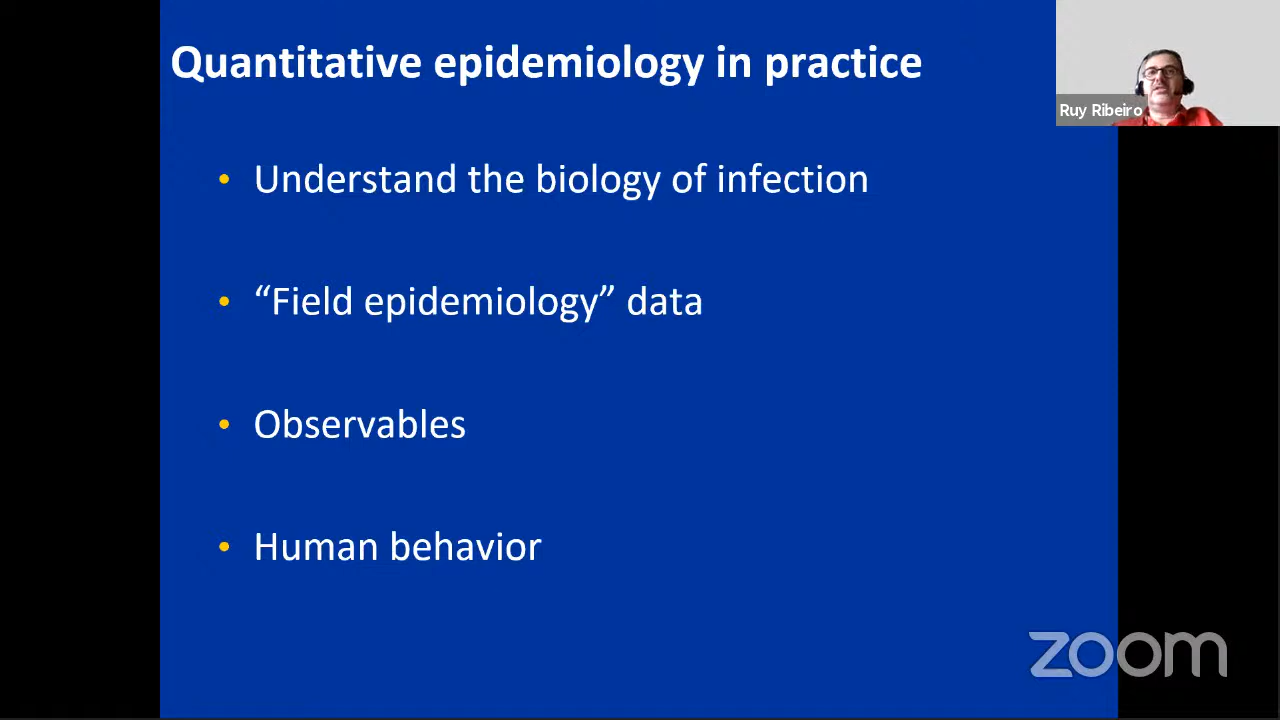 Quantitative epidemiology in practice
Ruy Ribeiro
• Understand the biology of infection
• “Field epidemiology” data
• Observables
• Human behavior
zoom